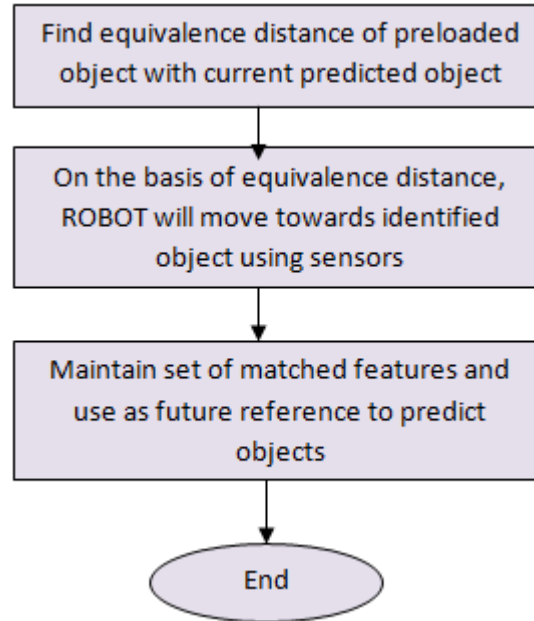 Find equivalence distance of preloaded
object with current predicted object
On the basis of equivalence distance,
ROBOT will move towards identified
object using sensors
Maintain set of matched features and
use as future reference to predict
objects
End